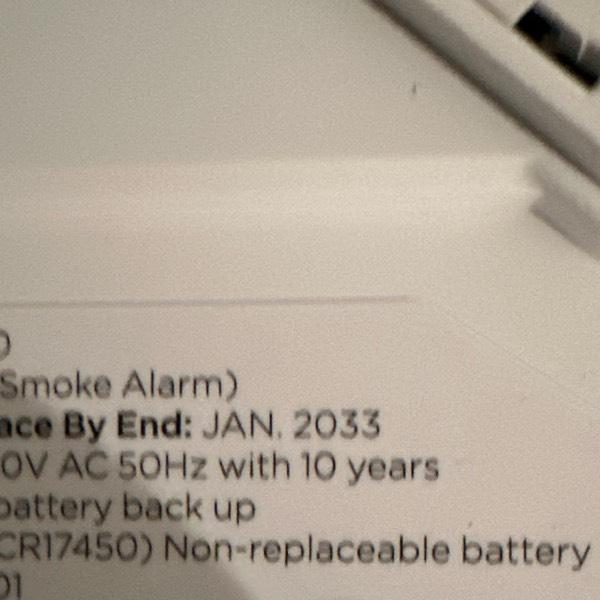 Smoke Alarm)
ace By End: JAN. 2033
0V AC 50Hz with 10 years
battery back up
CR17450) Non-replaceable battery
01